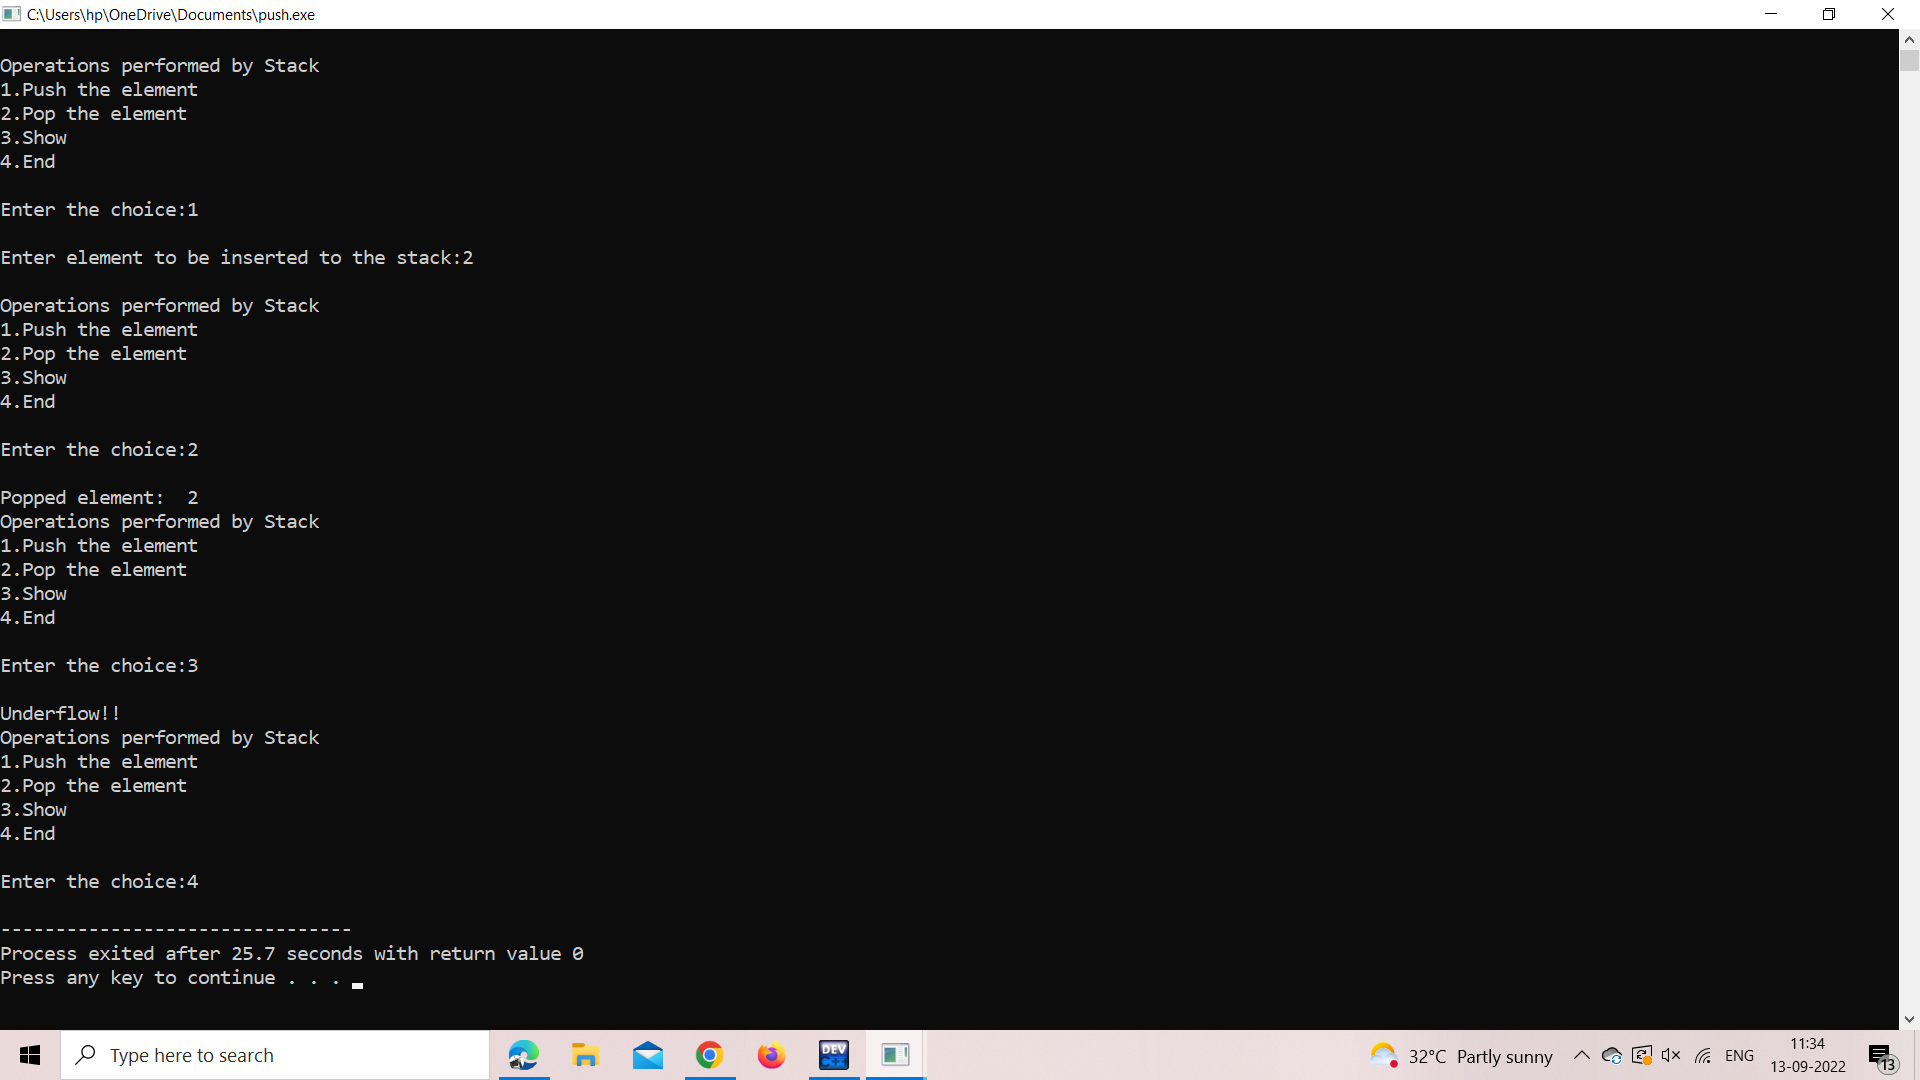 C:\Users\hp\OneDrive\Documents\push.exe
Operations performed by Stack
1.Push the element
2.Pop the element
3.Show
4.End
Enter the choice:1
Enter element to be inserted to the stack:2
Operations performed by Stack
1.Push the element
2.Pop the element
3.Show
4.End
Enter the choice:2
Popped element:  2
Operations performed by Stack
1.Push the element
2.Pop the element
3.Show
4.End
Enter the choice:3
Underflow!!
Operations performed by Stack
1.Push the element
2.Pop the element
3.Show
4.End
Enter the choice:4
--------------------------------
Process exited after 25.7 seconds with return value 0
Press any key to continue . . .
Type here to search
DEV
C++
32°C Partly sunny
ENG
11:34
13-09-2022
13